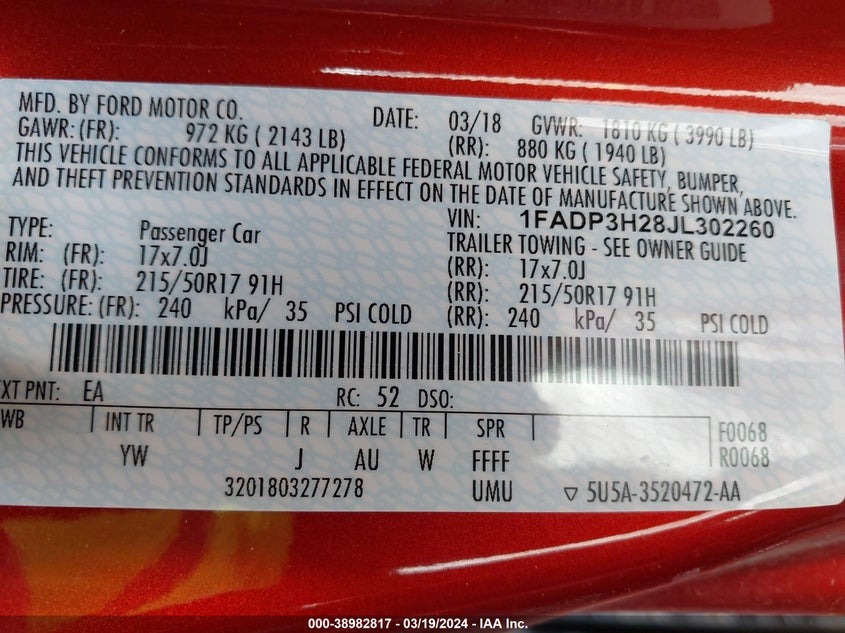 MFD. BY FORD MOTOR CO. DATE: 03/18 GVWR: 1810 KG ( 3990 LB)
GAWR: (FR): 972 KG ( 2143 LB) (RR): 880 KG ( 1940 LB)
THIS VEHICLE CONFORMS TO ALL APPLICABLE FEDERAL MOTOR VEHICLE SAFETY, BUMPER,
AND THEFT PREVENTION STANDARDS IN EFFECT ON THE DATE OF MANUFACTURE SHOWN ABOVE.
VIN: 1FADP3H28JL302260
TYPE: Passenger Car TRAILER TOWING - SEE OWNER GUIDE
RIM: (FR): 17x7.0J (RR): 17x7.0J
TIRE: (FR): 215/50R17 91H (RR): 215/50R17 91H
PRESSURE: (FR): 240 kPa/ 35 PSI COLD (RR): 240 kPa/ 35 PSI COLD
EXT PNT: EA RC: 52 DSO:
WB INT TR TP/PS R AXLE TR SPR F0068
YW J AU W FFFF R0068
3201803277278 UMU ▽ 5U5A-3520472-AA
000-38982817 - 03/19/2024 - IAA Inc.